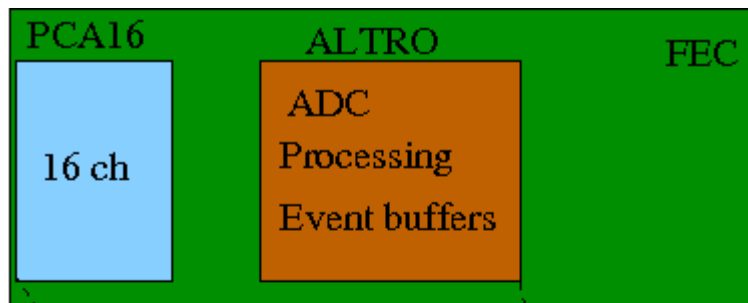 PCA16
ALTRO
FEC
16 ch
ADC
Processing
Event buffers